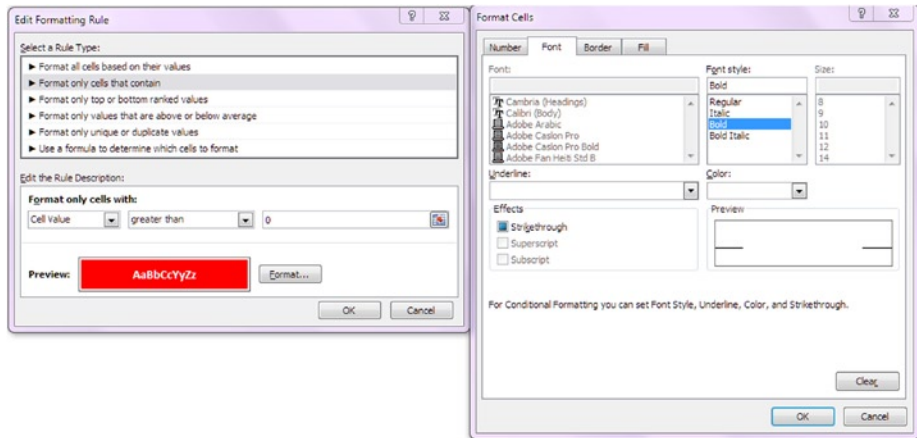 Edit Formatting Rule
Select a Rule Type:
► Format all cells based on their values
► Format only cells that contain
► Format only top or bottom ranked values
► Format only values that are above or below average
► Format only unique or duplicate values
► Use a formula to determine which cells to format
Edit the Rule Description:
Format only cells with:
Cell Value greater than 0
Preview: AaBbCcYyZz Format...
OK Cancel
Format Cells
Number Font Border Fill
Font: Font style: Size:
Bold
Cambria (Headings) Regular 8
Calibri (Body) Italic 9
Adobe Arabic Bold 10
Adobe Caslon Pro Bold Italic 11
Adobe Caslon Pro Bold 12
Adobe Fan Heiti Std B 14
Underline: Color:
Effects Preview
Strikethrough
Superscript
Subscript
For Conditional Formatting you can set Font Style, Underline, Color, and Strikethrough.
Clear
OK Cancel